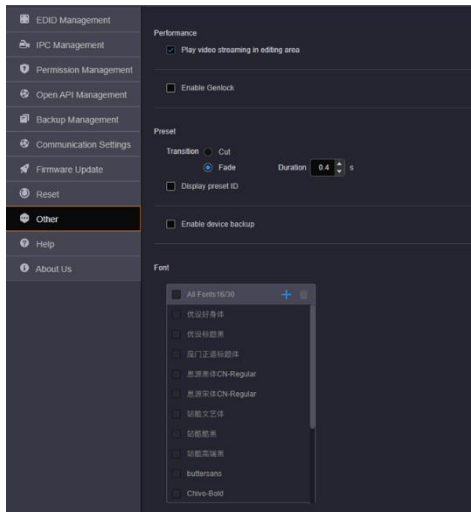 EDID Management
IPC Management
Permission Management
Open API Management
Backup Management
Communication Settings
Firmware Update
Reset
Other
Help
About Us
Performance
Play video streaming in editing area
Enable Genlock
Preset
Transition Cut
Fade Duration 0.4 s
Display preset ID
Enable device backup
Font
All Fonts16/30
优设好身体
优设标题黑
庞门正道标题体
思源黑体CN-Regular
思源宋体CN-Regular
站酷文艺体
站酷酷黑
站酷高端黑
buttersans
Chivo-Bold